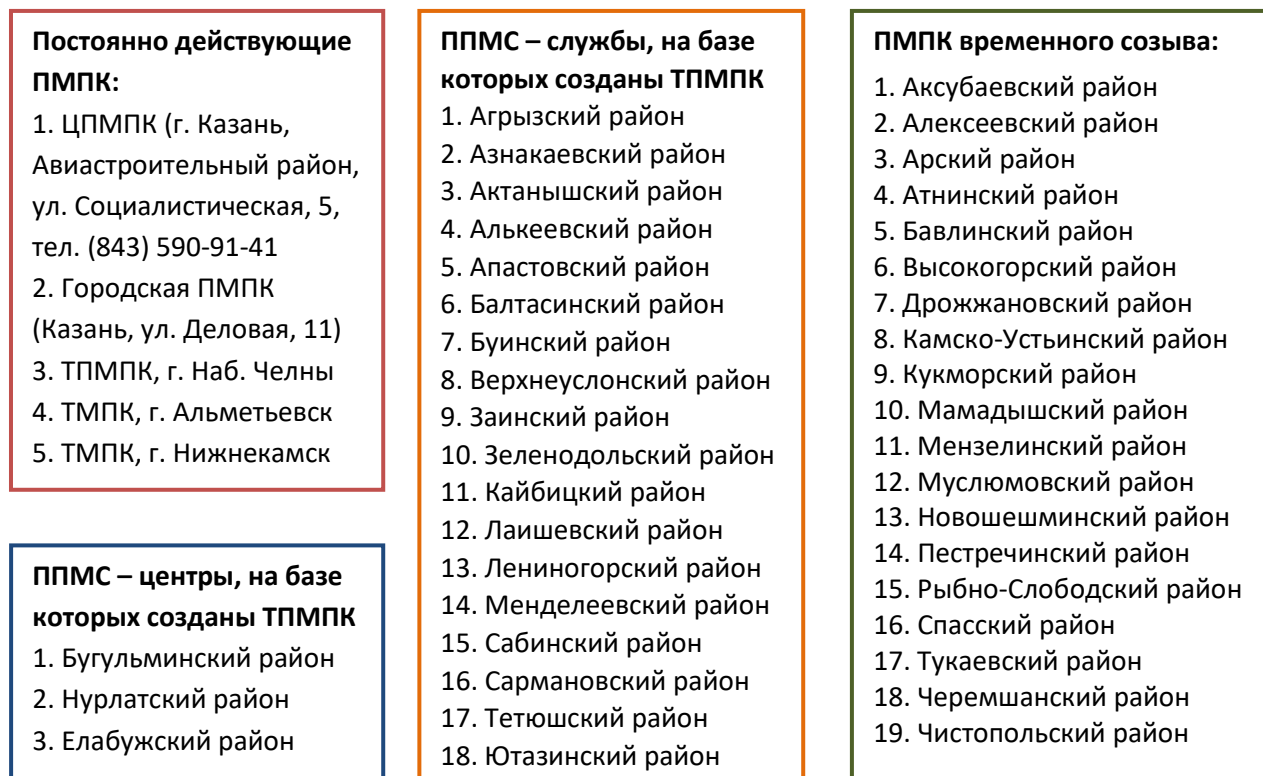 Постоянно действующие
ПМПК:
1. ЦПМПК (г. Казань,
Авиастроительный район,
ул. Социалистическая, 5,
тел. (843) 590-91-41
2. Городская ПМПК
(Казань, ул. Деловая, 11)
3. ТПМПК, г. Наб. Челны
4. ТМПК, г. Альметьевск
5. ТМПК, г. Нижнекамск
ППМС – центры, на базе
которых созданы ТПМПК
1. Бугульминский район
2. Нурлатский район
3. Елабужский район
ППМС – службы, на базе
которых созданы ТПМПК
1. Агрызский район
2. Азнакаевский район
3. Актанышский район
4. Алькеевский район
5. Апастовский район
6. Балтасинский район
7. Буинский район
8. Верхнеуслонский район
9. Заинский район
10. Зеленодольский район
11. Кайбицкий район
12. Лаишевский район
13. Лениногорский район
14. Менделеевский район
15. Сабинский район
16. Сармановский район
17. Тетюшский район
18. Ютазинский район
ПМПК временного созыва:
1. Аксубаевский район
2. Алексеевский район
3. Арский район
4. Атнинский район
5. Бавлинский район
6. Высокогорский район
7. Дрожжановский район
8. Камско-Устьинский район
9. Кукморский район
10. Мамадышский район
11. Мензелинский район
12. Муслюмовский район
13. Новошешминский район
14. Пестречинский район
15. Рыбно-Слободский район
16. Спасский район
17. Тукаевский район
18. Черемшанский район
19. Чистопольский район